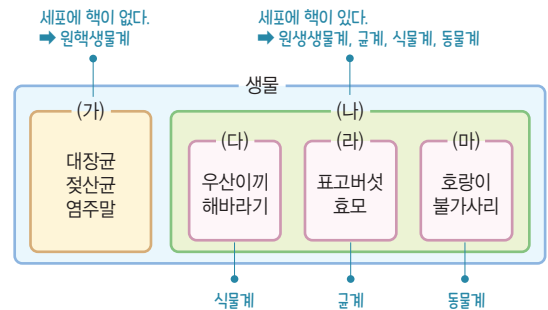 세포에 핵이 없다.
➡ 원핵생물계
세포에 핵이 있다.
➡ 원생생물계, 균계, 식물계, 동물계
생물
(가)
대장균
젖산균
염주말
(나)
(다)
우산이끼
해바라기
(라)
표고버섯
효모
(마)
호랑이
불가사리
식물계
균계
동물계